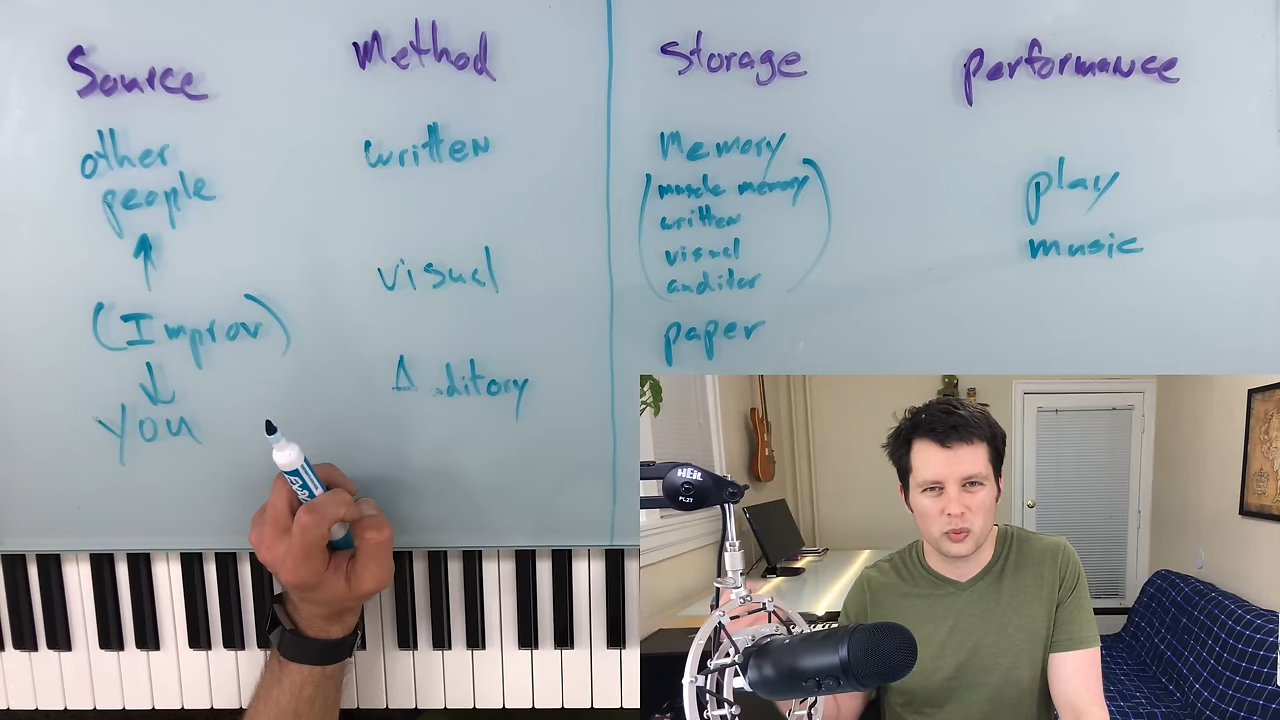 Source
other
people
(Improv)
you
Method
written
visual
Auditory
Storage
Memory
(muscle memory
written
visual
auditor)
paper
performance
play
music
HEiL
PL2T